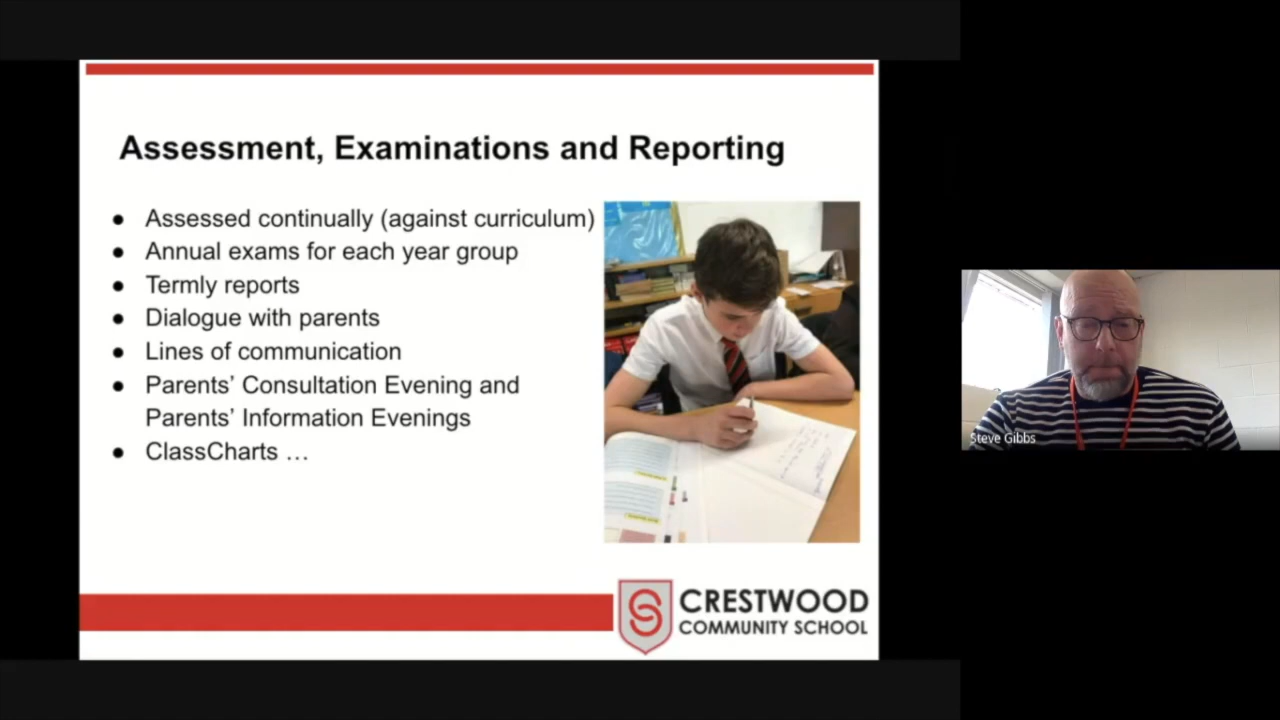 Assessment, Examinations and Reporting
● Assessed continually (against curriculum)
● Annual exams for each year group
● Termly reports
● Dialogue with parents
● Lines of communication
● Parents’ Consultation Evening and
Parents’ Information Evenings
● ClassCharts …
CRESTWOOD
COMMUNITY SCHOOL
Steve Gibbs